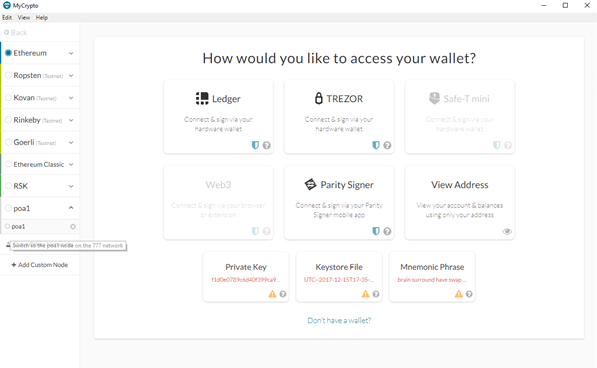 MyCrypto
Edit View Help
Back
Ethereum
Ropsten (Testnet)
Kovan (Testnet)
Rinkeby (Testnet)
Goerli (Testnet)
Ethereum Classic
RSK
poa1
poa1
Switch to the poa1 node on the 777 network
+ Add Custom Node
How would you like to access your wallet?
Ledger
Connect & sign via your
hardware wallet
TREZOR
Connect & sign via your
hardware wallet
Safe-T mini
Connect & sign via your
hardware wallet
Web3
Connect & sign via your browser
or extension
Parity Signer
Connect & sign via your Parity
Signer mobile app
View Address
View your account & balances
using only your address
Private Key
f1d0e0789c6d40f399ca9...
Keystore File
UTC--2017-12-15T17-35-...
Mnemonic Phrase
brain surround have swap ...
Don't have a wallet?